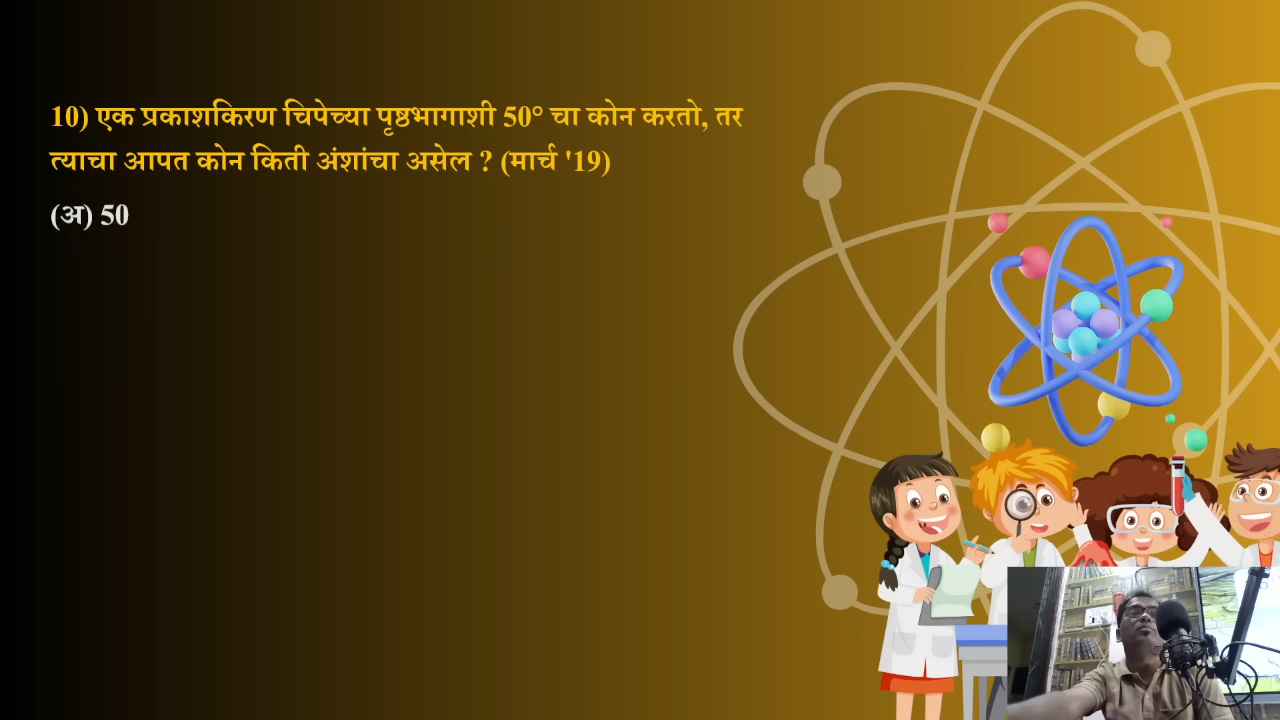 10) एक प्रकाशकिरण चिपेच्या पृष्ठभागाशी 50° चा कोन करतो, तर
त्याचा आपत कोन किती अंशांचा असेल ? (मार्च '19)
(अ) 50